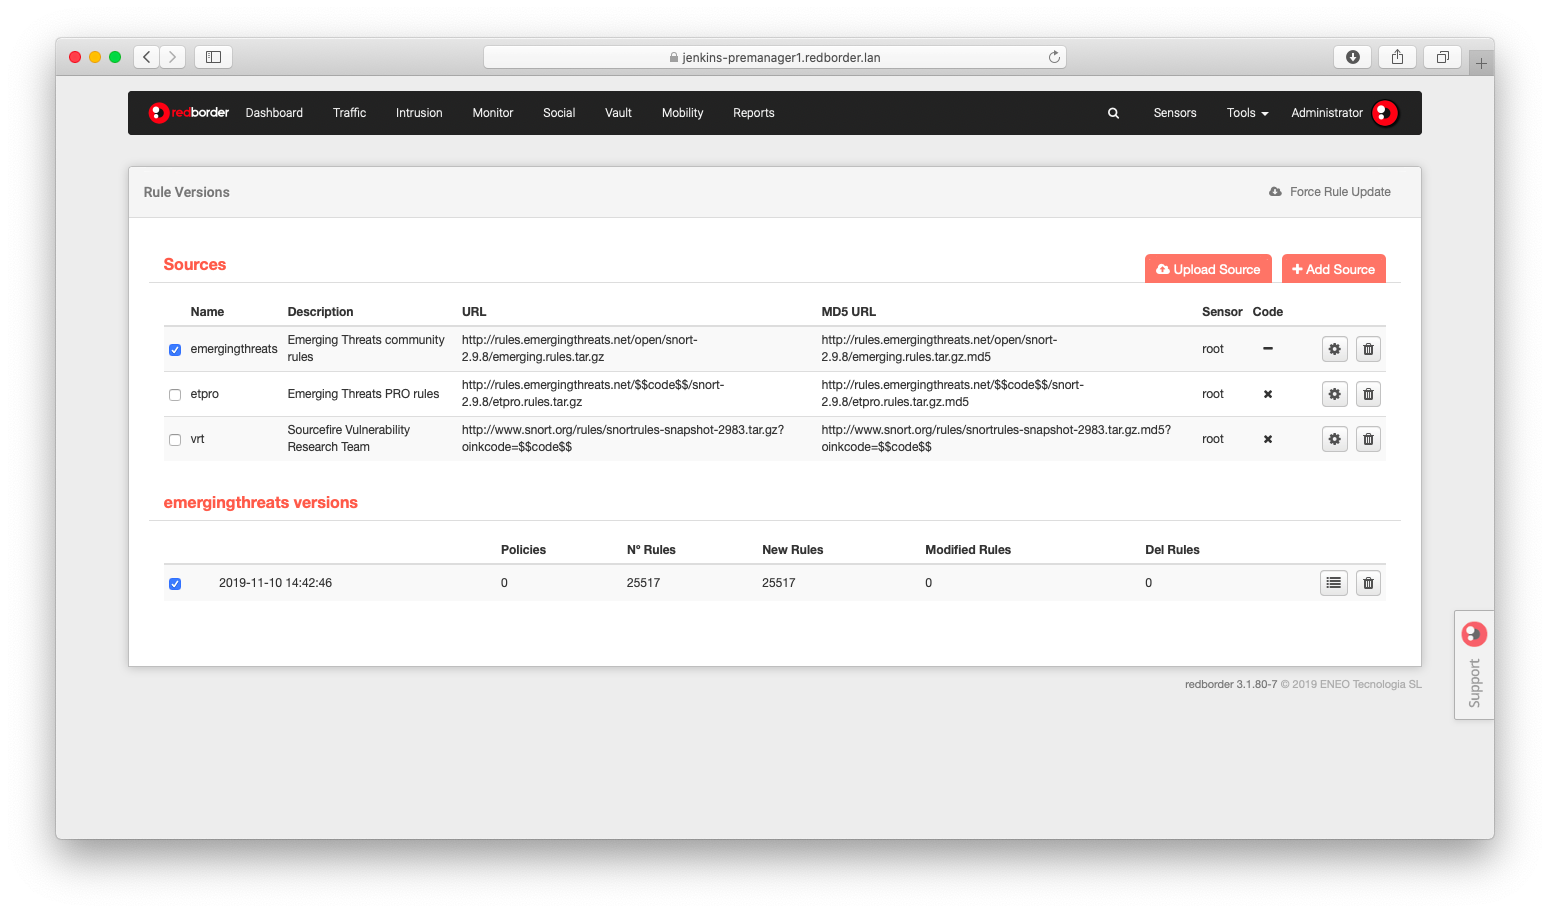 jenkins-premanager1.redborder.lan
redborder Dashboard Traffic Intrusion Monitor Social Vault Mobility Reports Sensors Tools Administrator
Rule Versions Force Rule Update
Sources Upload Source Add Source
Name Description URL MD5 URL Sensor Code
emergingthreats Emerging Threats community rules http://rules.emergingthreats.net/open/snort-2.9.8/emerging.rules.tar.gz http://rules.emergingthreats.net/open/snort-2.9.8/emerging.rules.tar.gz.md5 root
etpro Emerging Threats PRO rules http://rules.emergingthreats.net/$$code$$/snort-2.9.8/etpro.rules.tar.gz http://rules.emergingthreats.net/$$code$$/snort-2.9.8/etpro.rules.tar.gz.md5 root
vrt Sourcefire Vulnerability Research Team http://www.snort.org/rules/snortrules-snapshot-2983.tar.gz?oinkcode=$$code$$ http://www.snort.org/rules/snortrules-snapshot-2983.tar.gz.md5?oinkcode=$$code$$ root
emergingthreats versions
Policies Nº Rules New Rules Modified Rules Del Rules
2019-11-10 14:42:46 0 25517 25517 0 0
Support
redborder 3.1.80-7 © 2019 ENEO Tecnologia SL